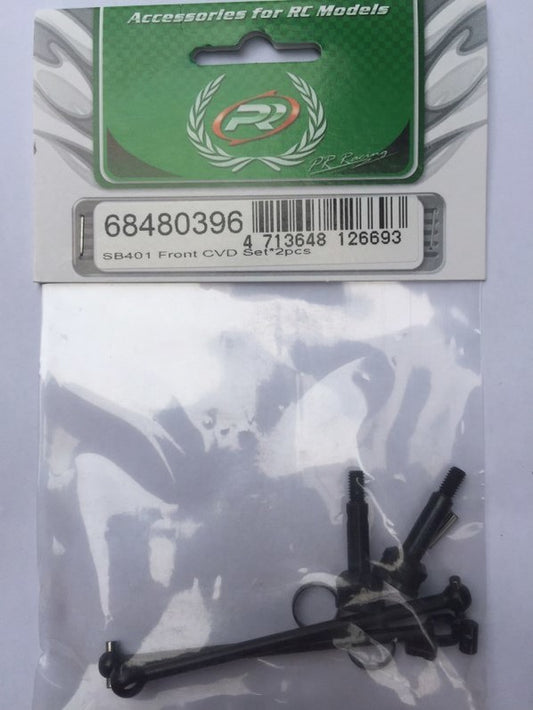 Accessories for RC Models
PR
PR Racing
68480396
4 713648 126693
SB401 Front CVD Set*2pcs